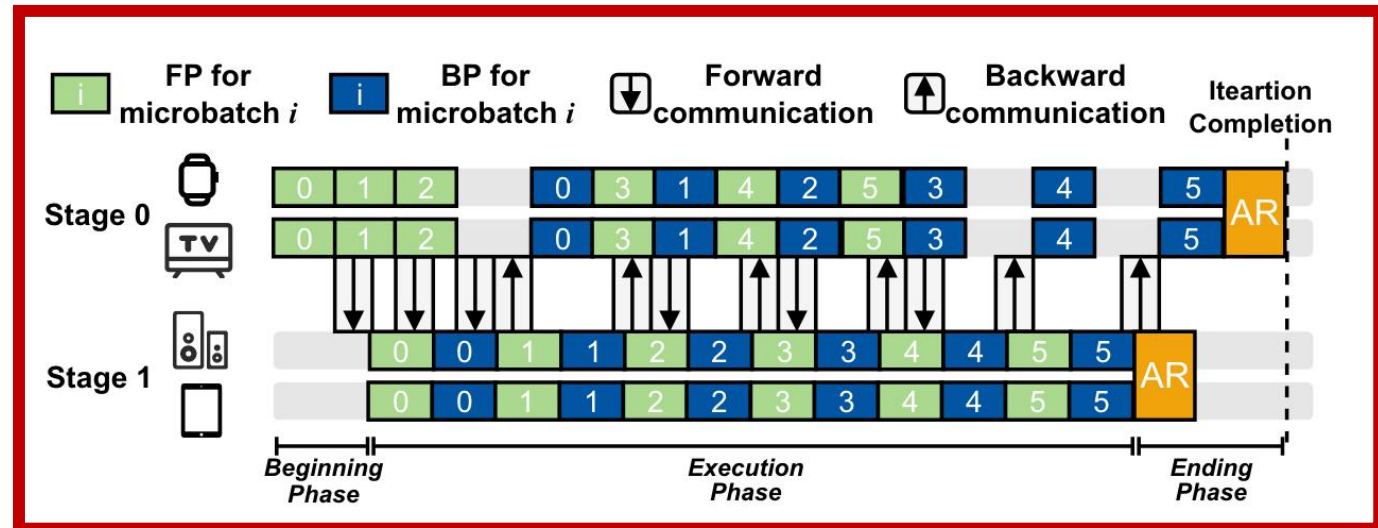 i FP for microbatch i
i BP for microbatch i
Forward communication
Backward communication
Iteartion Completion
Stage 0
TV
0 1 2 0 3 1 4 2 5 3 4 5
0 1 2 0 3 1 4 2 5 3 4 5
AR
Stage 1
0 0 1 1 2 2 3 3 4 4 5 5
0 0 1 1 2 2 3 3 4 4 5 5
AR
Beginning Phase
Execution Phase
Ending Phase